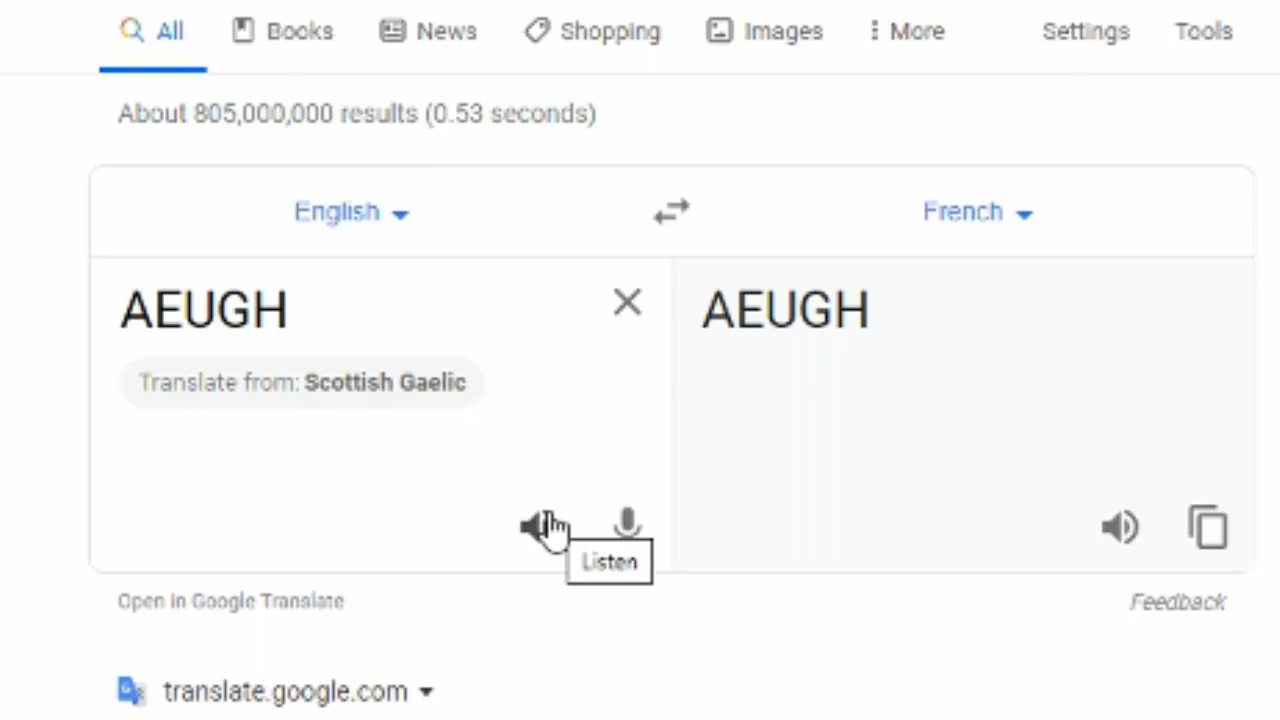 All Books News Shopping Images More Settings Tools
About 805,000,000 results (0.53 seconds)
English French
AEUGH AEUGH
Translate from: Scottish Gaelic
Listen
Open in Google Translate Feedback
translate.google.com